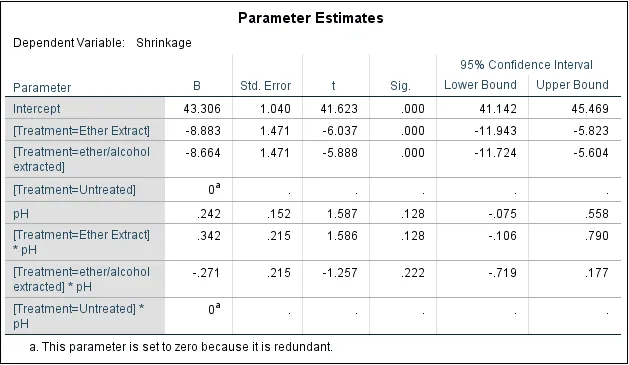 Parameter Estimates
Dependent Variable: Shrinkage
95% Confidence Interval
Parameter B Std. Error t Sig. Lower Bound Upper Bound
Intercept 43.306 1.040 41.623 .000 41.142 45.469
[Treatment=Ether Extract] -8.883 1.471 -6.037 .000 -11.943 -5.823
[Treatment=ether/alcohol
extracted] -8.664 1.471 -5.888 .000 -11.724 -5.604
[Treatment=Untreated] 0a . . . . .
pH .242 .152 1.587 .128 -.075 .558
[Treatment=Ether Extract]
* pH .342 .215 1.586 .128 -.106 .790
[Treatment=ether/alcohol
extracted] * pH -.271 .215 -1.257 .222 -.719 .177
[Treatment=Untreated] *
pH 0a . . . . .
a. This parameter is set to zero because it is redundant.